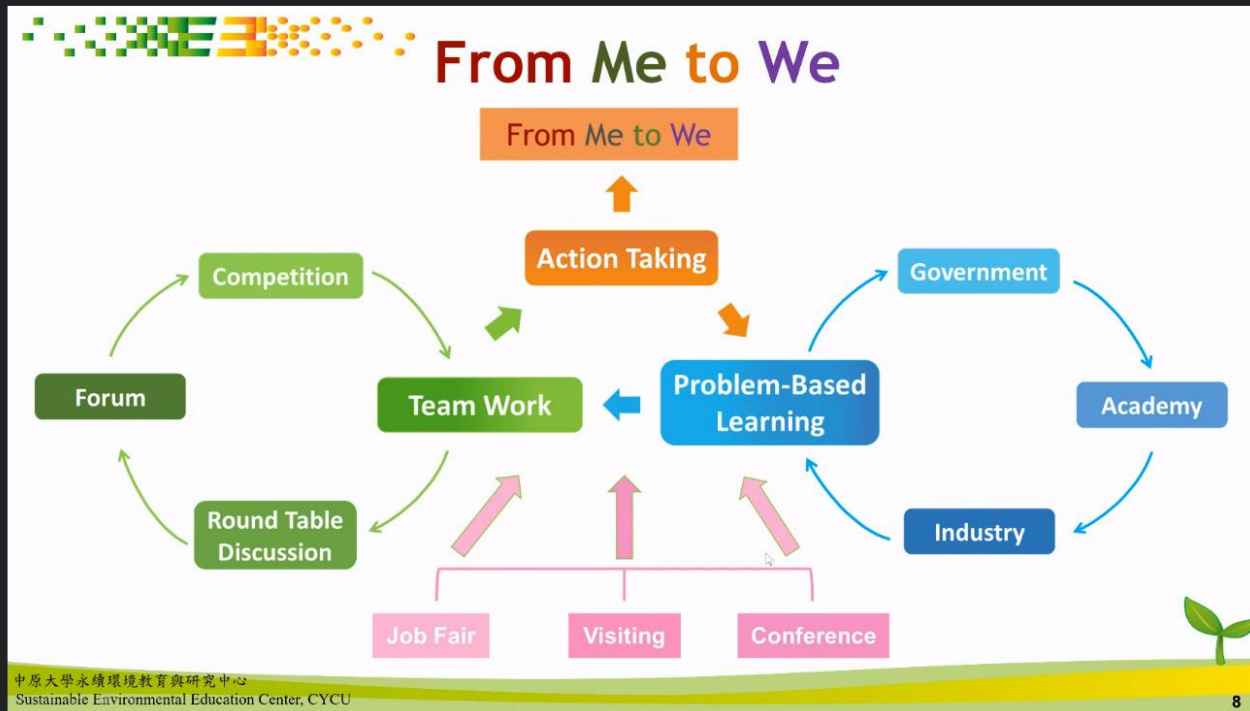 From Me to We
From Me to We
Action Taking
Competition
Government
Forum
Team Work
Problem-Based
Learning
Academy
Round Table
Discussion
Industry
Job Fair
Visiting
Conference
中原大學永續環境教育與研究中心
Sustainable Environmental Education Center, CYCU
8